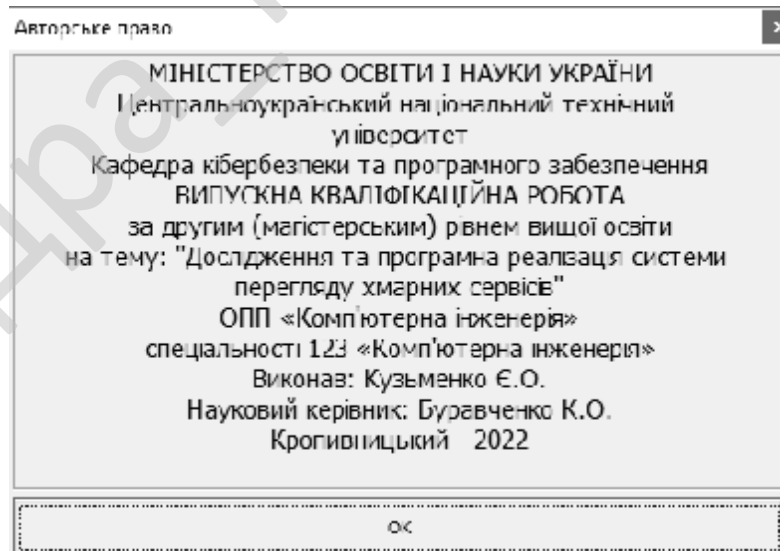 Авторське право
МІНІСТЕРСТВО ОСВІТИ І НАУКИ УКРАЇНИ
Центральноукраїнський національний технічний
університет
Кафедра кібербезпеки та програмного забезпечення
ВИПУСКНА КВАЛІФІКАЦІЙНА РОБОТА
за другим (магістерським) рівнем вищої освіти
на тему: "Дослідження та програмна реалізація системи
перегляду хмарних сервісів"
ОПП «Комп'ютерна інженерія»
спеціальності 123 «Комп'ютерна інженерія»
Виконав: Кузьменко Є.О.
Науковий керівник: Буравченко К.О.
Кропивницький 2022
ОК